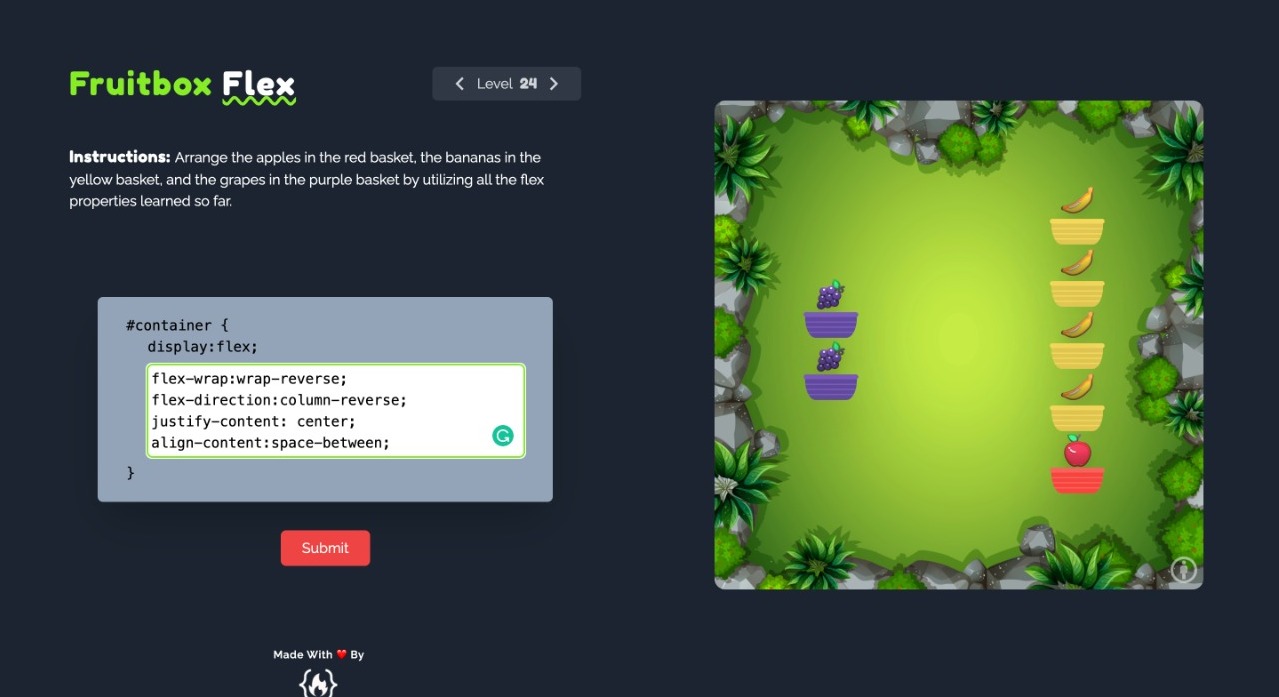 Fruitbox Flex
Level 24
Instructions: Arrange the apples in the red basket, the bananas in the
yellow basket, and the grapes in the purple basket by utilizing all the flex
properties learned so far.
#container {
display:flex;
flex-wrap:wrap-reverse;
flex-direction:column-reverse;
justify-content: center;
align-content:space-between;
}
Submit
Made With ❤️ By